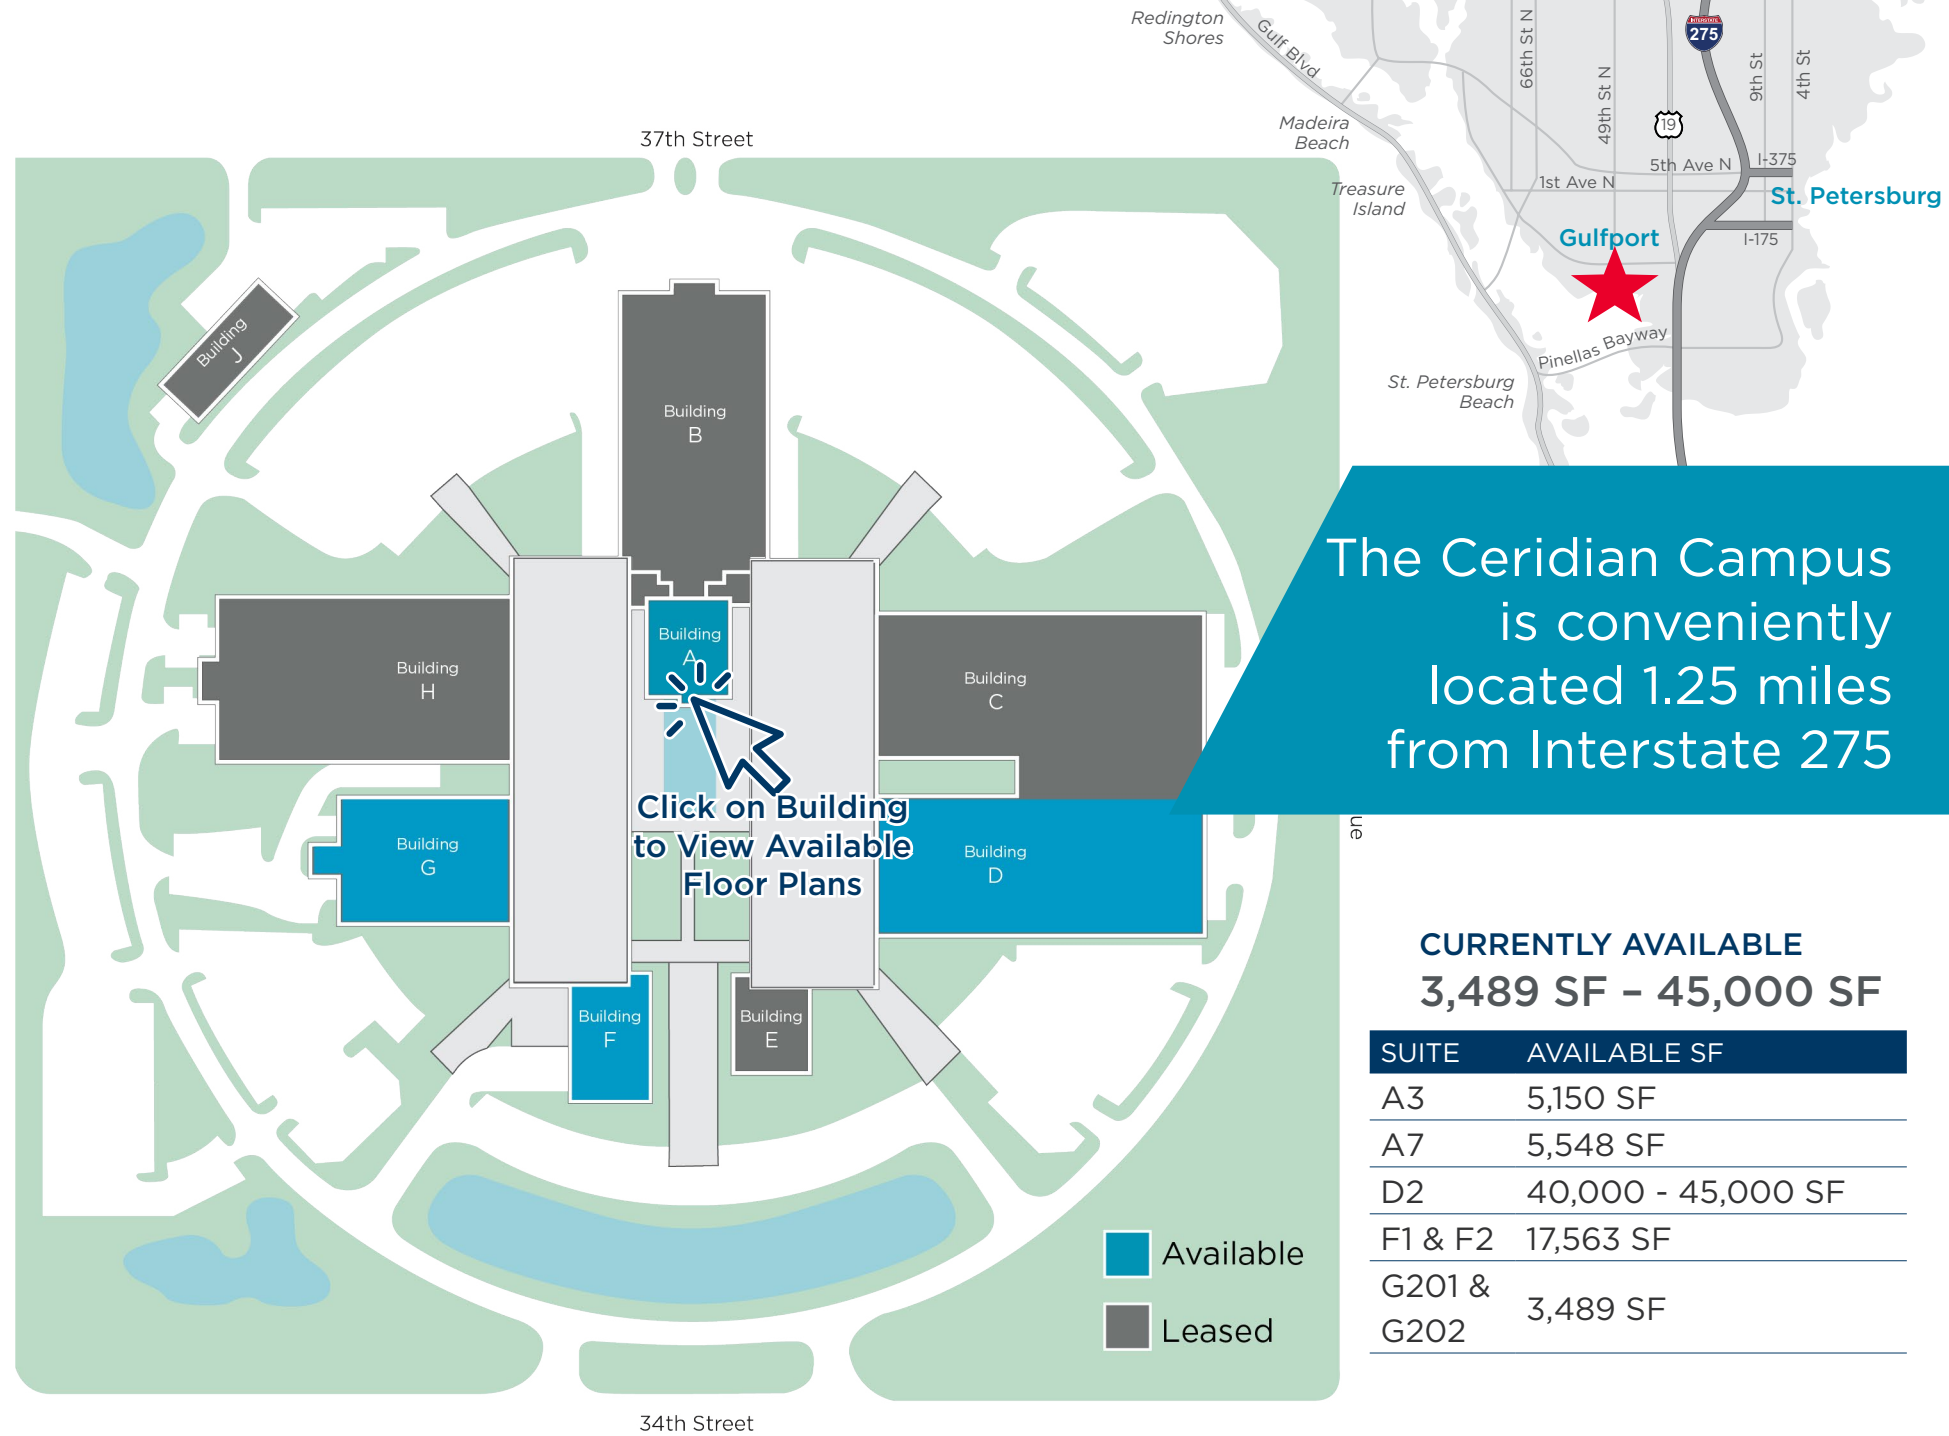 Redington
Shores
Gulf Blvd
66th St N
INTERSTATE
275
49th St N
9th St
4th St
19
Madeira
Beach
5th Ave N
I-375
1st Ave N
Treasure
Island
St. Petersburg
Gulfport
I-175
Pinellas Bayway
St. Petersburg
Beach
37th Street
Building
J
Building
B
Building
A
Building
H
Building
C
Click on Building
to View Available
Floor Plans
Building
G
Building
D
Building
F
Building
E
The Ceridian Campus
is conveniently
located 1.25 miles
from Interstate 275
ue
CURRENTLY AVAILABLE
3,489 SF – 45,000 SF
SUITE AVAILABLE SF
A3 5,150 SF
A7 5,548 SF
D2 40,000 - 45,000 SF
F1 & F2 17,563 SF
G201 &
G202 3,489 SF
Available
Leased
34th Street